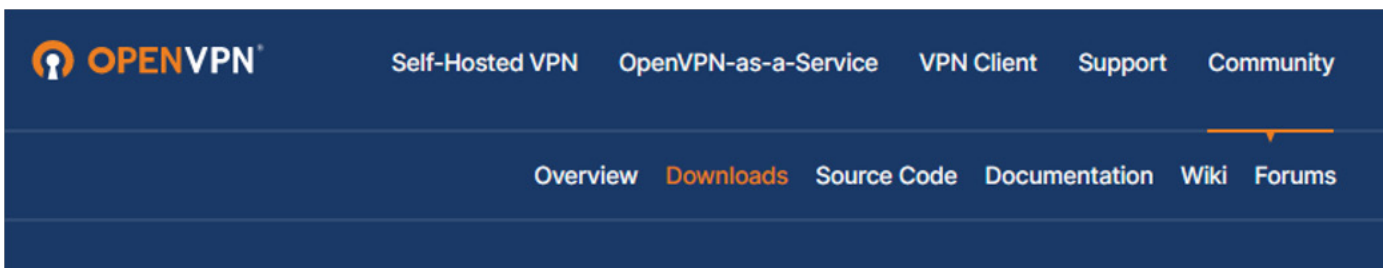 OPENVPN® Self-Hosted VPN OpenVPN-as-a-Service VPN Client Support Community
Overview Downloads Source Code Documentation Wiki Forums